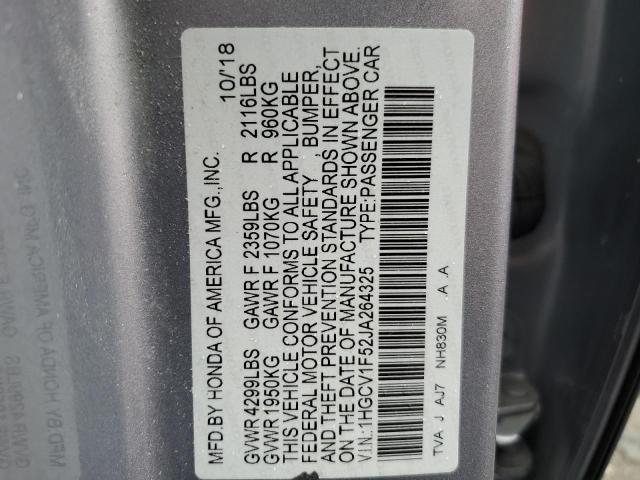 MFD.BY HONDA OF AMERICA MFG.,INC. 10/'18
GVWR 4299LBS GAWR F 2359LBS R 2116LBS
GVWR 1950KG GAWR F 1070KG R 960KG
THIS VEHICLE CONFORMS TO ALL APPLICABLE
FEDERAL MOTOR VEHICLE SAFETY , BUMPER,
AND THEFT PREVENTION STANDARDS IN EFFECT
ON THE DATE OF MANUFACTURE SHOWN ABOVE.
V.I.N.:1HGCV1F52JA264325 TYPE:PASSENGER CAR
TVA J AJ7 NH830M .A .A